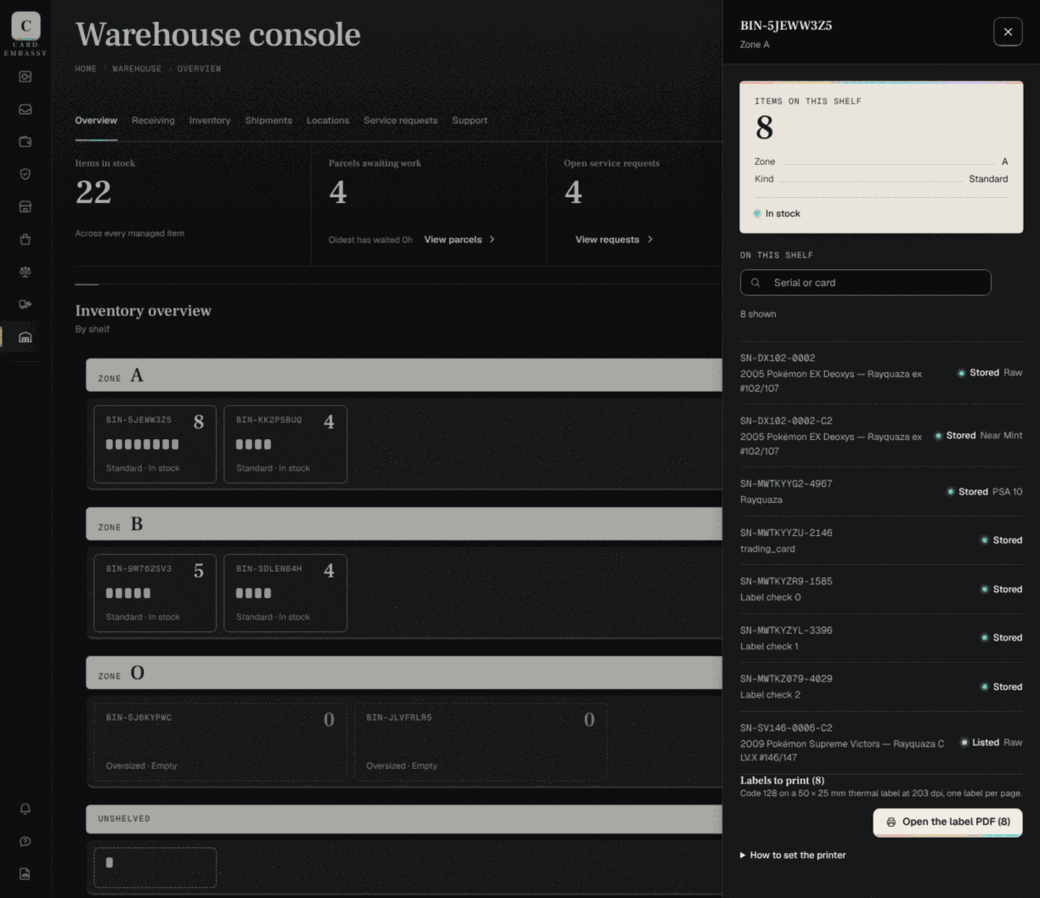 C
CARD
EMBASSY
Warehouse console
HOME · WAREHOUSE · OVERVIEW
Overview Receiving Inventory Shipments Locations Service requests Support
Items in stock
22
Across every managed item
Parcels awaiting work
4
Oldest has waited 0h View parcels
Open service requests
4
View requests
Inventory overview
By shelf
ZONE A
BIN-5JEWW3Z5 8
Standard · In stock
BIN-KK2P5BUQ 4
Standard · In stock
ZONE B
BIN-9M762SV3 5
Standard · In stock
BIN-SDLEN64H 4
Standard · In stock
ZONE O
BIN-SJ6KYPWC 0
Oversized · Empty
BIN-JLVFRLR5 0
Oversized · Empty
UNSHELVED
BIN-5JEWW3Z5
Zone A
ITEMS ON THIS SHELF
8
Zone A
Kind Standard
In stock
ON THIS SHELF
Serial or card
8 shown
SN-DX102-0002
2005 Pokémon EX Deoxys — Rayquaza ex
#102/107
Stored Raw
SN-DX102-0002-C2
2005 Pokémon EX Deoxys — Rayquaza ex
#102/107
Stored Near Mint
SN-MWTKYYG2-4967
Rayquaza
Stored PSA 10
SN-MWTKYYZU-2146
trading_card
Stored
SN-MWTKYZR9-1585
Label check 0
Stored
SN-MWTKYZYL-3396
Label check 1
Stored
SN-MWTKZ079-4029
Label check 2
Stored
SN-SV146-0006-C2
2009 Pokémon Supreme Victors — Rayquaza C
LV.X #146/147
Listed Raw
Labels to print (8)
Code 128 on a 50 × 25 mm thermal label at 203 dpi, one label per page.
Open the label PDF (8)
How to set the printer